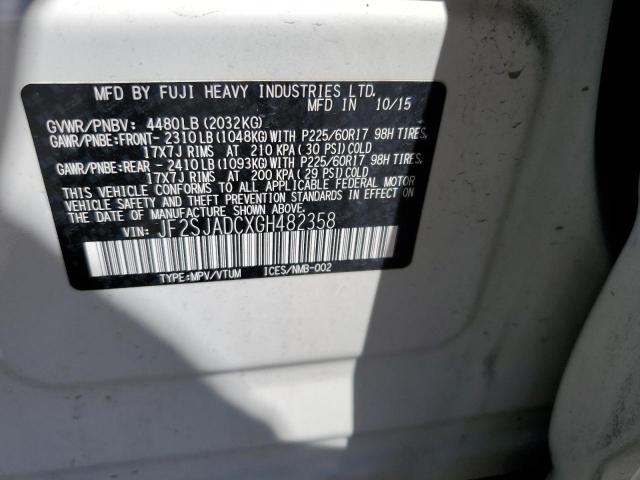 MFD BY FUJI HEAVY INDUSTRIES LTD.
MFD IN 10/15
GVWR/PNBV: 4480LB (2032KG)
GAWR/PNBE:FRONT- 2310LB (1048KG) WITH P225/60R17 98H TIRES,
17X7J RIMS AT 210 KPA (30 PSI) COLD
GAWR/PNBE:REAR - 2410LB (1093KG) WITH P225/60R17 98H TIRES,
17X7J RIMS AT 200 KPA (29 PSI) COLD
THIS VEHICLE CONFORMS TO ALL APPLICABLE FEDERAL MOTOR
VEHICLE SAFETY AND THEFT PREVENTION STANDARDS IN EFFECT ON
THE DATE OF MANUFACTURE SHOWN ABOVE.
VIN: JF2SJADCXGH482358
TYPE:MPV/VTUM ICES/NMB-002